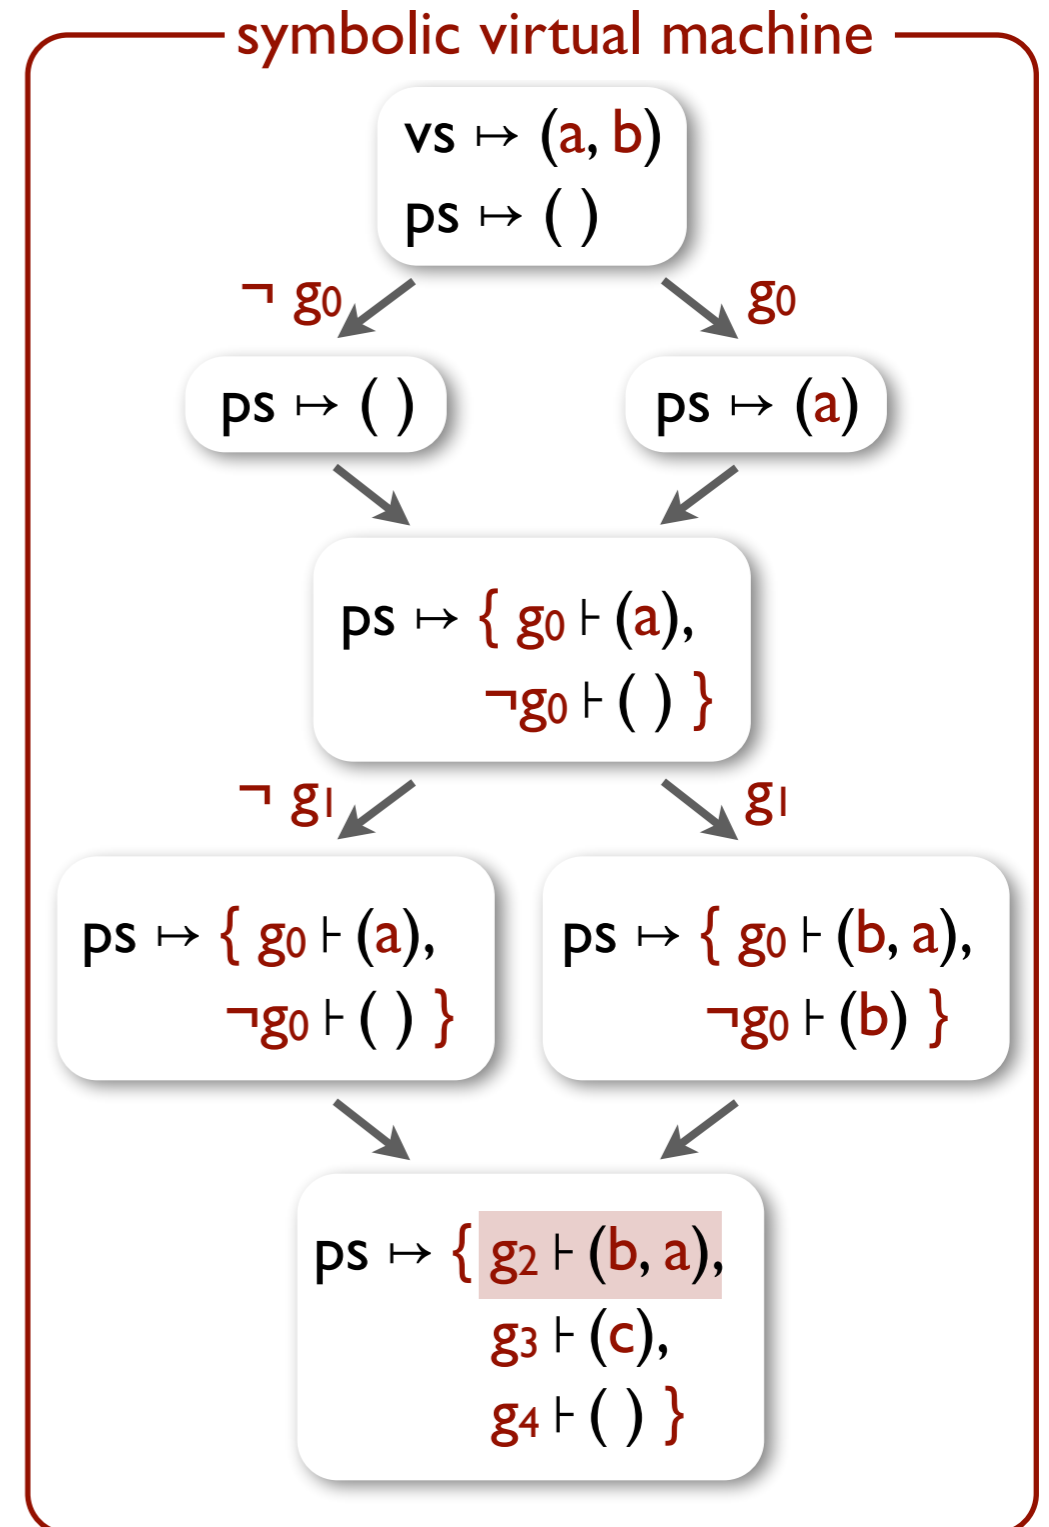 symbolic virtual machine
vs ↦ (a, b)
ps ↦ ( )
¬ g₀
g₀
ps ↦ ( )
ps ↦ (a)
ps ↦ { g₀ ⊦ (a),
¬g₀ ⊦ ( ) }
¬ g₁
g₁
ps ↦ { g₀ ⊦ (a),
¬g₀ ⊦ ( ) }
ps ↦ { g₀ ⊦ (b, a),
¬g₀ ⊦ (b) }
ps ↦ { g₂ ⊦ (b, a),
g₃ ⊦ (c),
g₄ ⊦ ( ) }